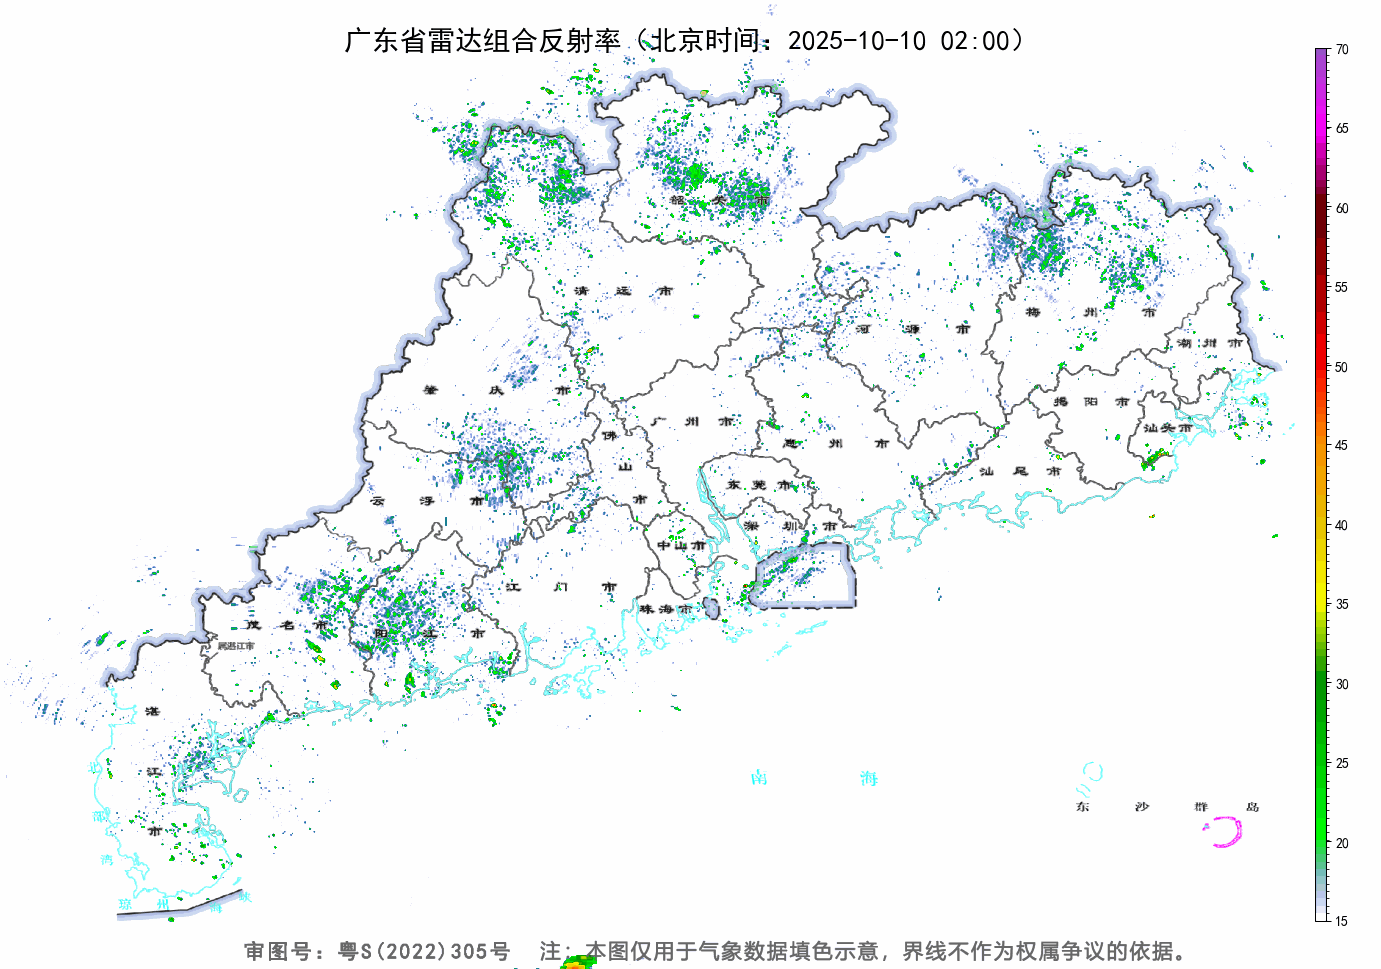 广东省雷达组合反射率（北京时间：2025-10-10 02:00）
70
65
60
55
50
45
40
35
30
25
20
15
韶关市
清远市
河源市
梅州市
潮州市
肇庆市
广州市
佛山市
惠州市
揭阳市
汕头市
汕尾市
云浮市
东莞市
深圳市
中山市
江门市
珠海市
茂名市
阳江市
属湛江市
湛江市
北部湾
琼州海峡
南海
东沙群岛
审图号：粤S(2022)305号 注：本图仅用于气象数据填色示意，界线不作为权属争议的依据。